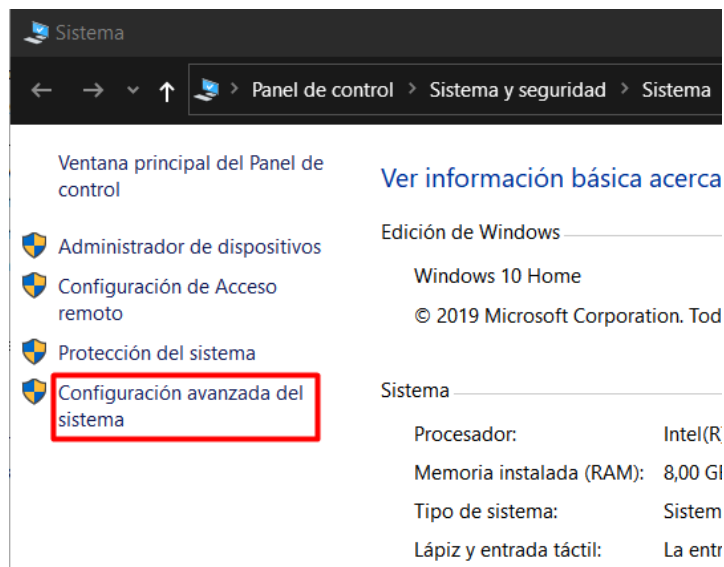 Sistema
Panel de control > Sistema y seguridad > Sistema
Ventana principal del Panel de
control
Administrador de dispositivos
Configuración de Acceso
remoto
Protección del sistema
Configuración avanzada del
sistema
Ver información básica acerca
Edición de Windows
Windows 10 Home
© 2019 Microsoft Corporation. Tod
Sistema
Procesador: Intel(R)
Memoria instalada (RAM): 8,00 GB
Tipo de sistema: Sistem
Lápiz y entrada táctil: La entr